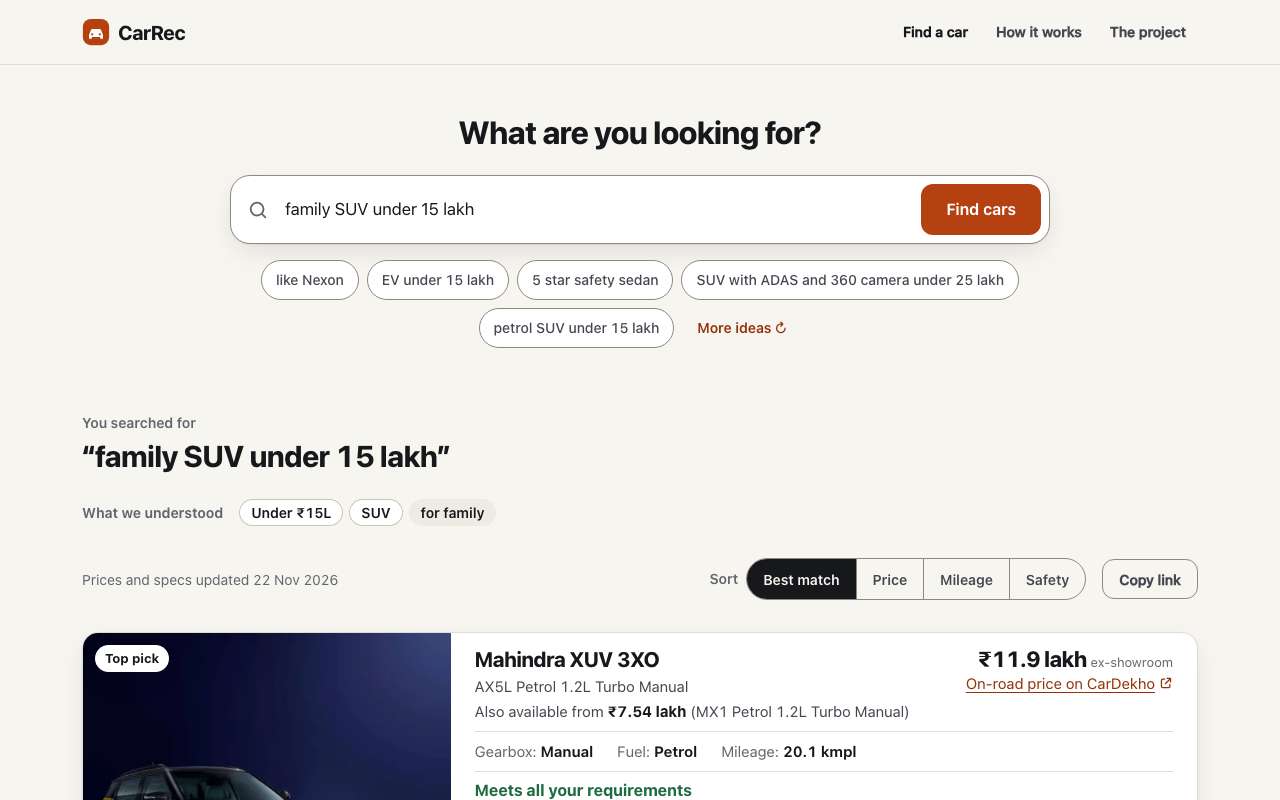 CarRec
Find a car How it works The project
What are you looking for?
family SUV under 15 lakh Find cars
like Nexon EV under 15 lakh 5 star safety sedan SUV with ADAS and 360 camera under 25 lakh
petrol SUV under 15 lakh More ideas ↻
You searched for
“family SUV under 15 lakh”
What we understood Under ₹15L SUV for family
Prices and specs updated 22 Nov 2026 Sort Best match Price Mileage Safety Copy link
Top pick
Mahindra XUV 3XO ₹11.9 lakh ex-showroom
AX5L Petrol 1.2L Turbo Manual On-road price on CarDekho
Also available from ₹7.54 lakh (MX1 Petrol 1.2L Turbo Manual)
Gearbox: Manual Fuel: Petrol Mileage: 20.1 kmpl
Meets all your requirements